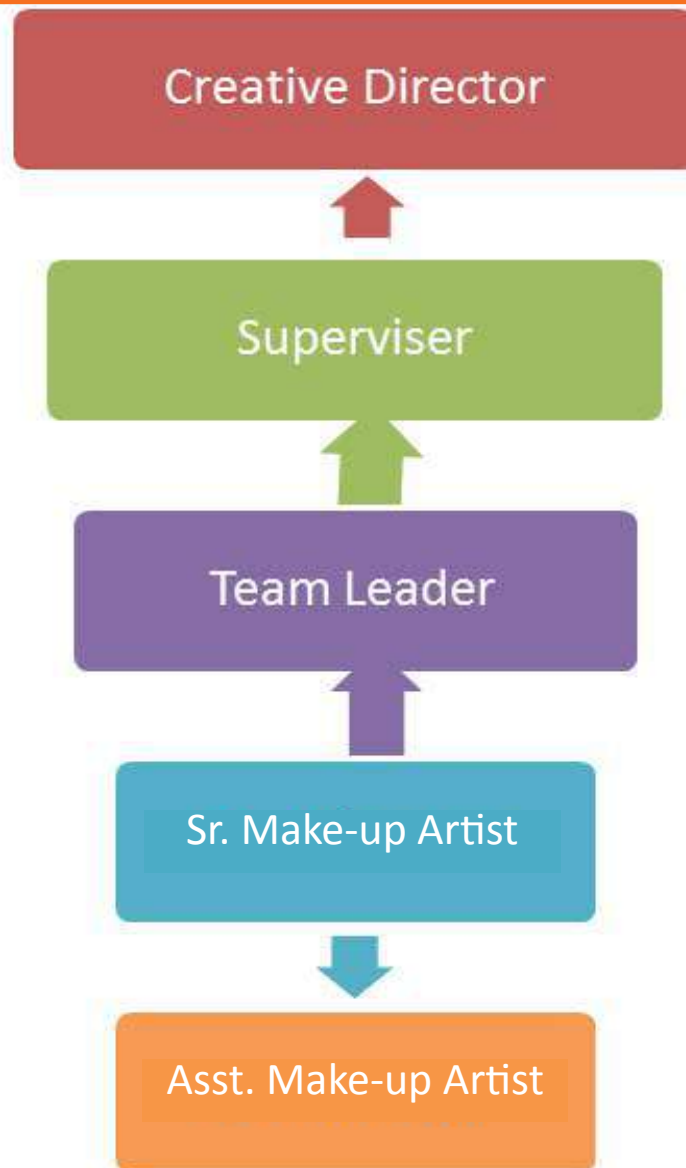 Creative Director
Superviser
Team Leader
Sr. Make-up Artist
Asst. Make-up Artist